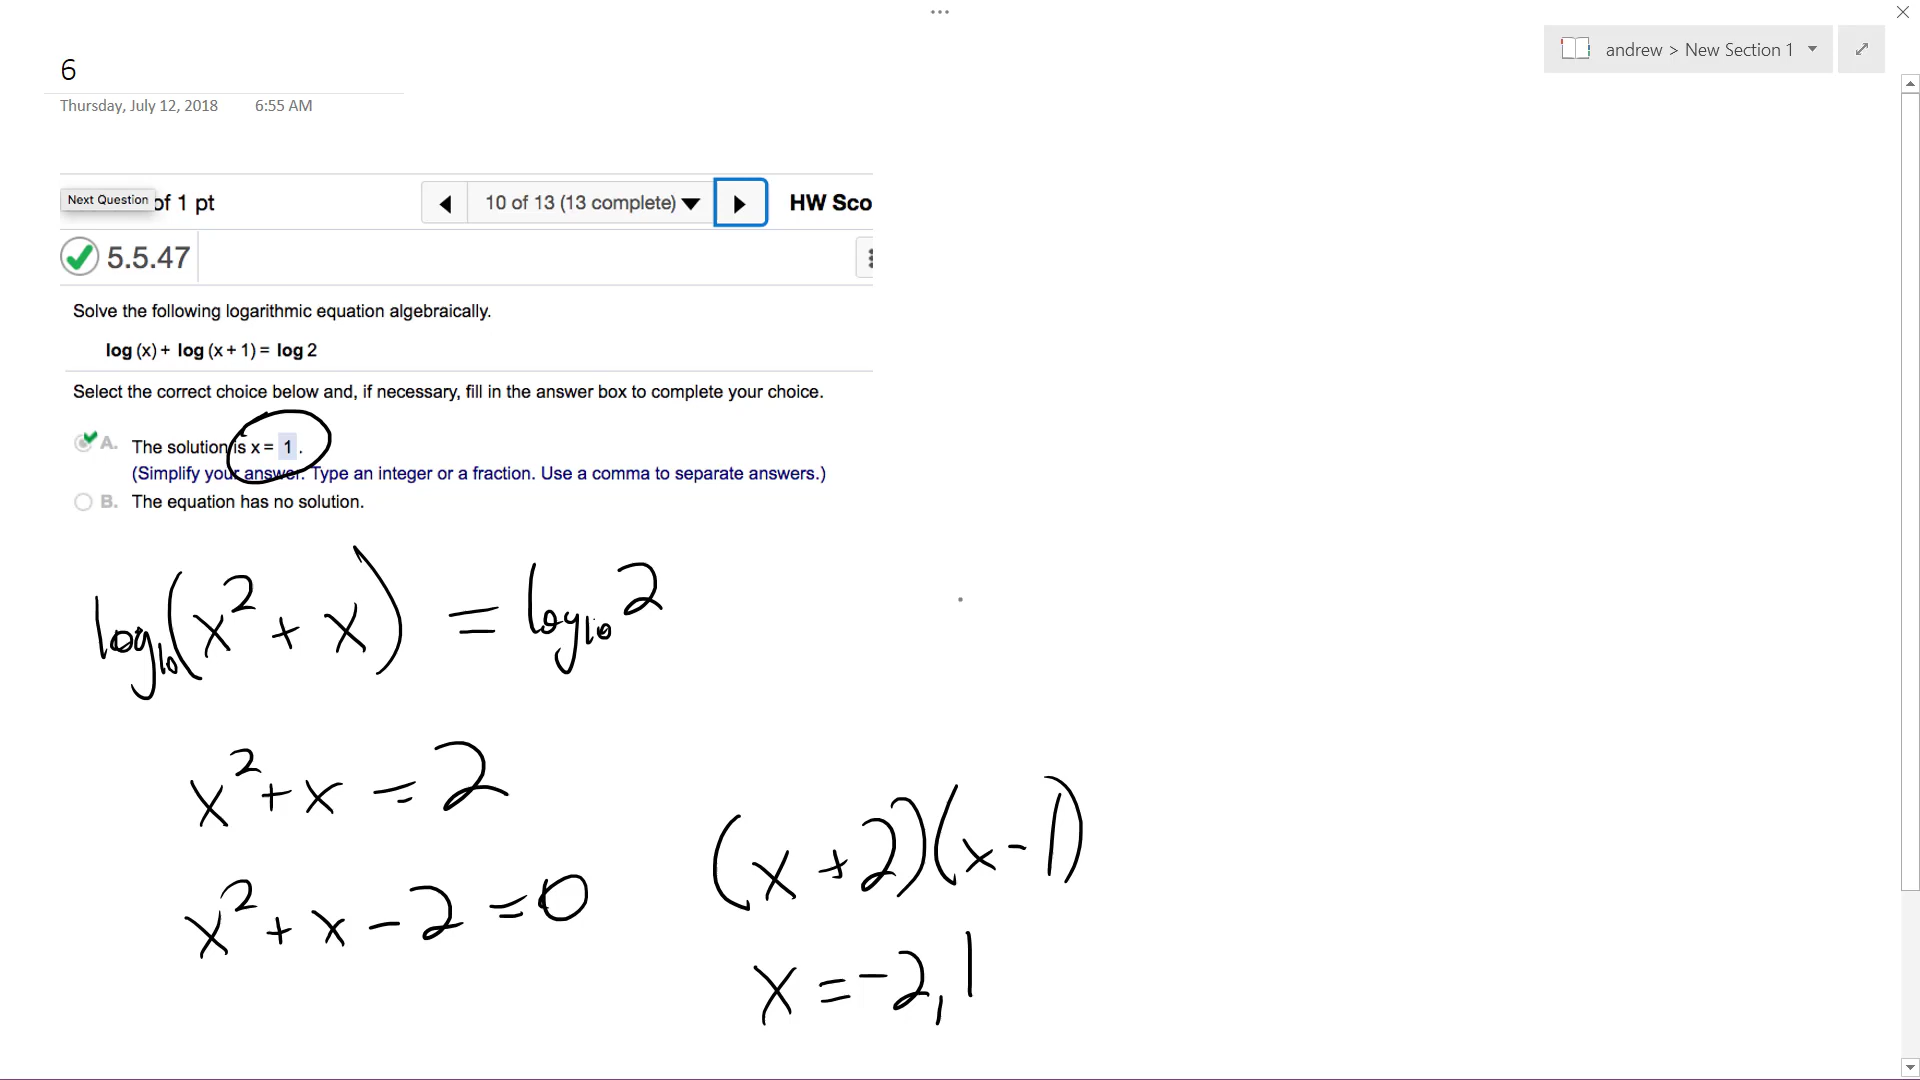 ...
andrew > New Section 1
6
Thursday, July 12, 2018 6:55 AM
Next Question of 1 pt 10 of 13 (13 complete) HW Sco
5.5.47
Solve the following logarithmic equation algebraically.
log (x) + log (x + 1) = log 2
Select the correct choice below and, if necessary, fill in the answer box to complete your choice.
A. The solution is x = 1 .
(Simplify your answer. Type an integer or a fraction. Use a comma to separate answers.)
B. The equation has no solution.
log₁₀(x² + x) = log₁₀ 2
x² + x = 2
(x + 2)(x - 1)
x² + x - 2 = 0
x = -2, 1